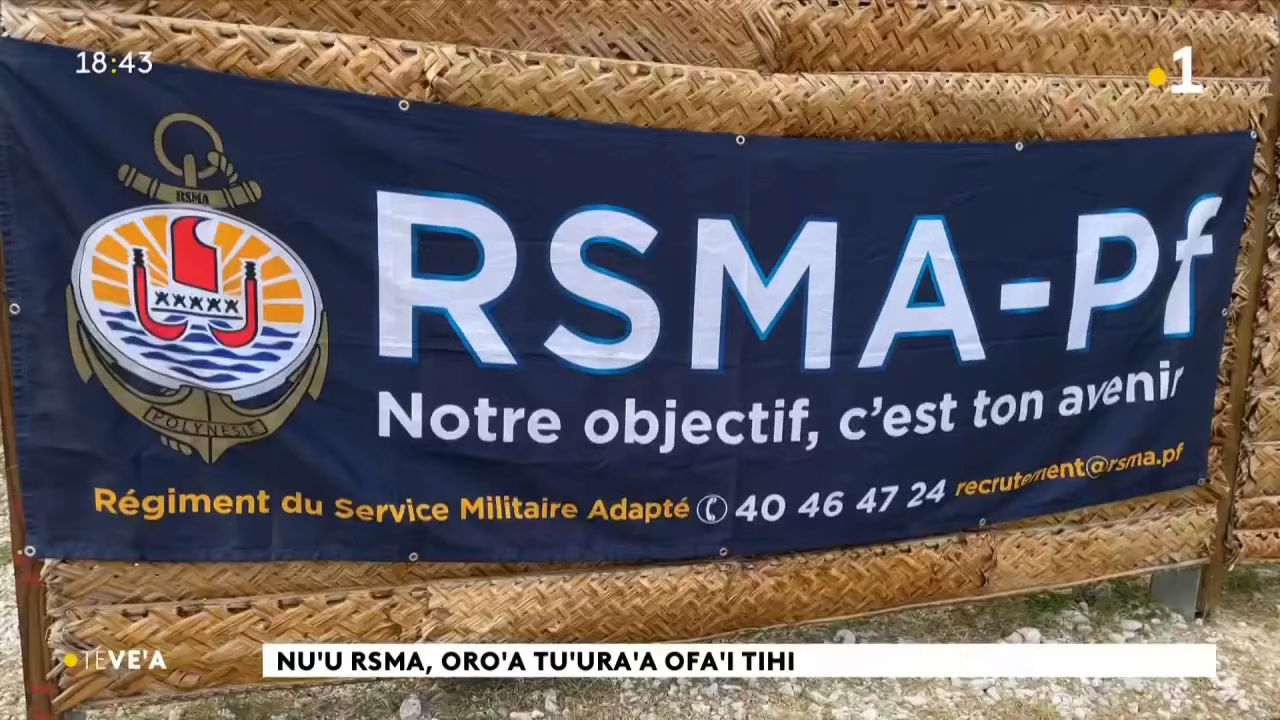 18:43
1
RSMA
POLYNESIE
RSMA-Pf
Notre objectif, c'est ton avenir
Régiment du Service Militaire Adapté 40 46 47 24 recrutement@rsma.pf
TEVE'A
NU'U RSMA, ORO'A TU'URA'A OFA'I TIHI